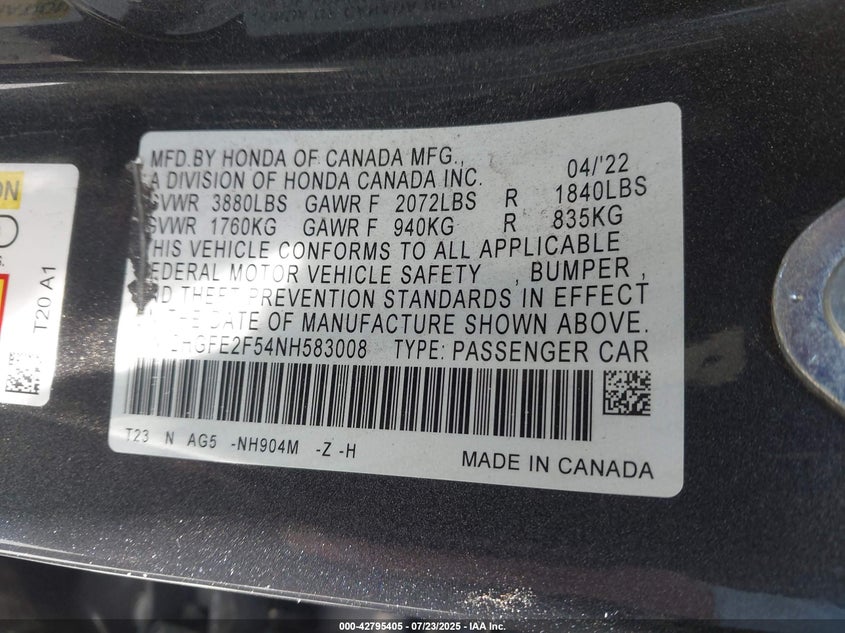 MFD.BY HONDA OF CANADA MFG., 04/'22
A DIVISION OF HONDA CANADA INC.
GVWR 3880LBS GAWR F 2072LBS R 1840LBS
GVWR 1760KG GAWR F 940KG R 835KG
THIS VEHICLE CONFORMS TO ALL APPLICABLE
FEDERAL MOTOR VEHICLE SAFETY , BUMPER ,
AND THEFT PREVENTION STANDARDS IN EFFECT
ON THE DATE OF MANUFACTURE SHOWN ABOVE.
HGFE2F54NH583008 TYPE: PASSENGER CAR
T23 N AG5 -NH904M -Z -H
MADE IN CANADA
T20 A1
000-42795405 - 07/23/2025 - IAA Inc.